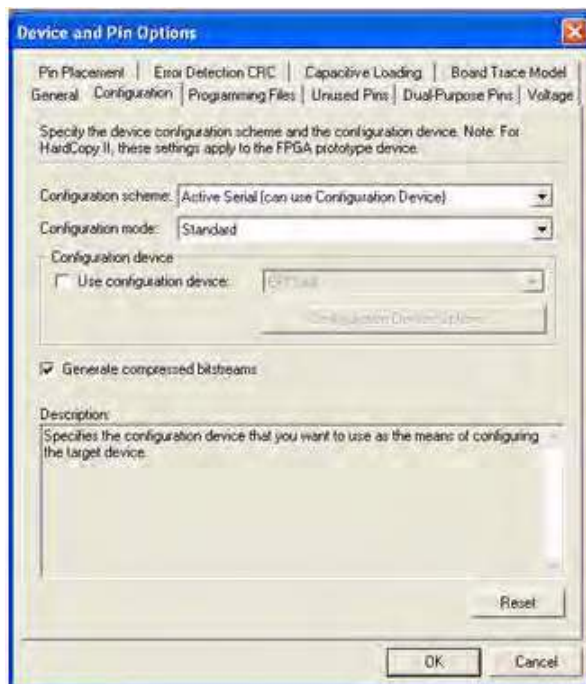 Device and Pin Options
Pin Placement | Error Detection CRC | Capacitive Loading | Board Trace Model
General | Configuration | Programming Files | Unused Pins | Dual-Purpose Pins | Voltage
Specify the device configuration scheme and the configuration device. Note: For
HardCopy II, these settings apply to the FPGA prototype device.
Configuration scheme: Active Serial (can use Configuration Device)
Configuration mode: Standard
Configuration device
Use configuration device:
Configuration Device Options
Generate compressed bitstreams
Description:
Specifies the configuration device that you want to use as the means of configuring
the target device.
Reset
OK Cancel